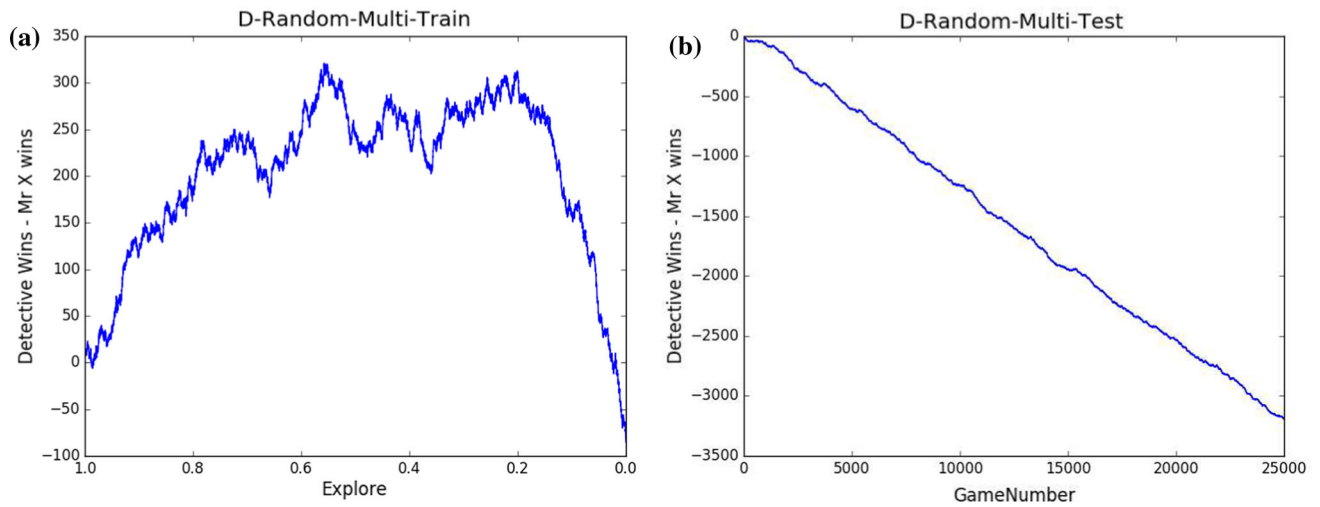 (a)
D-Random-Multi-Train
350
300
250
200
150
100
50
0
−50
−100
Detective Wins - Mr X wins
1.0 0.8 0.6 0.4 0.2 0.0
Explore
(b)
D-Random-Multi-Test
0
−500
−1000
−1500
−2000
−2500
−3000
−3500
Detective Wins - Mr X wins
0 5000 10000 15000 20000 25000
GameNumber